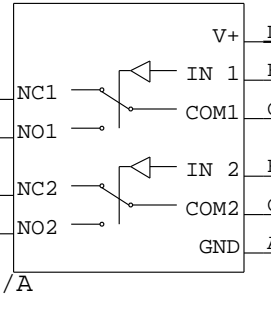 V+
IN 1
NC1
COM1
NO1
IN 2
NC2
COM2
NO2
GND
/A